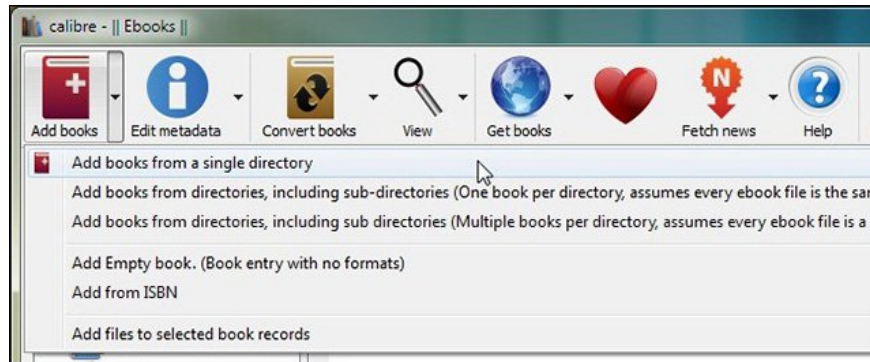 calibre - || Ebooks ||
Add books Edit metadata Convert books View Get books Fetch news Help
Add books from a single directory
Add books from directories, including sub-directories (One book per directory, assumes every ebook file is the
Add books from directories, including sub directories (Multiple books per directory, assumes every ebook file is a
Add Empty book. (Book entry with no formats)
Add from ISBN
Add files to selected book records